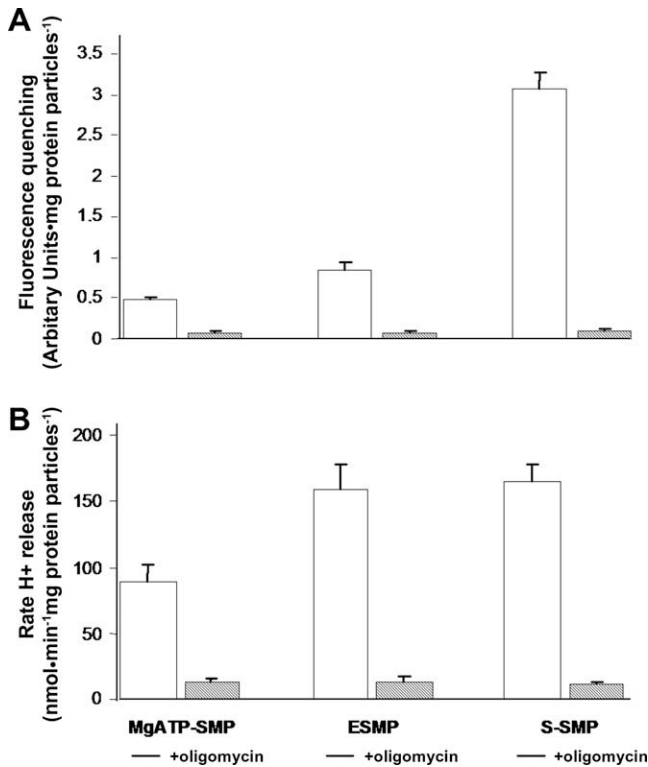 A
Fluorescence quenching
(Arbitary Units•mg protein particles-1)
3.5
3
2.5
2
1.5
1
0.5
0
B
Rate H+ release
(nmol•min-1mg protein particles-1)
200
150
100
50
0
MgATP-SMP ESMP S-SMP
+oligomycin +oligomycin +oligomycin